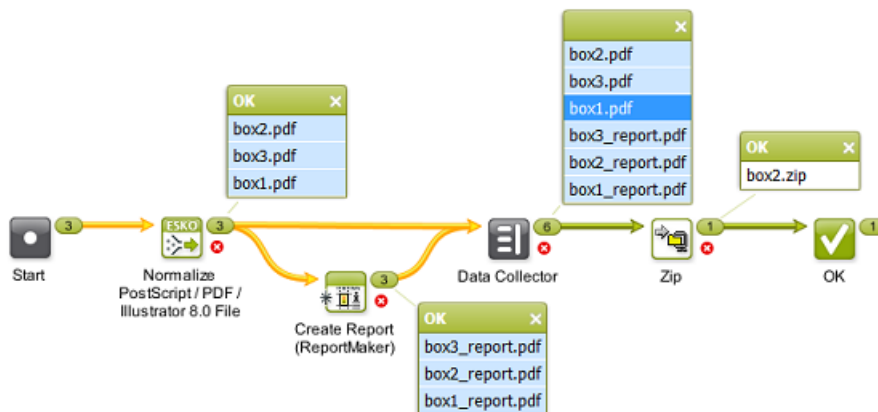 box2.pdf
box3.pdf
box1.pdf
box3_report.pdf
box2_report.pdf
box1_report.pdf
OK
box2.pdf
box3.pdf
box1.pdf
OK
box2.zip
3
ESKO
3
6
1
1
Start
Normalize
PostScript / PDF /
Illustrator 8.0 File
Data Collector
Zip
OK
3
Create Report
(ReportMaker)
OK
box3_report.pdf
box2_report.pdf
box1_report.pdf